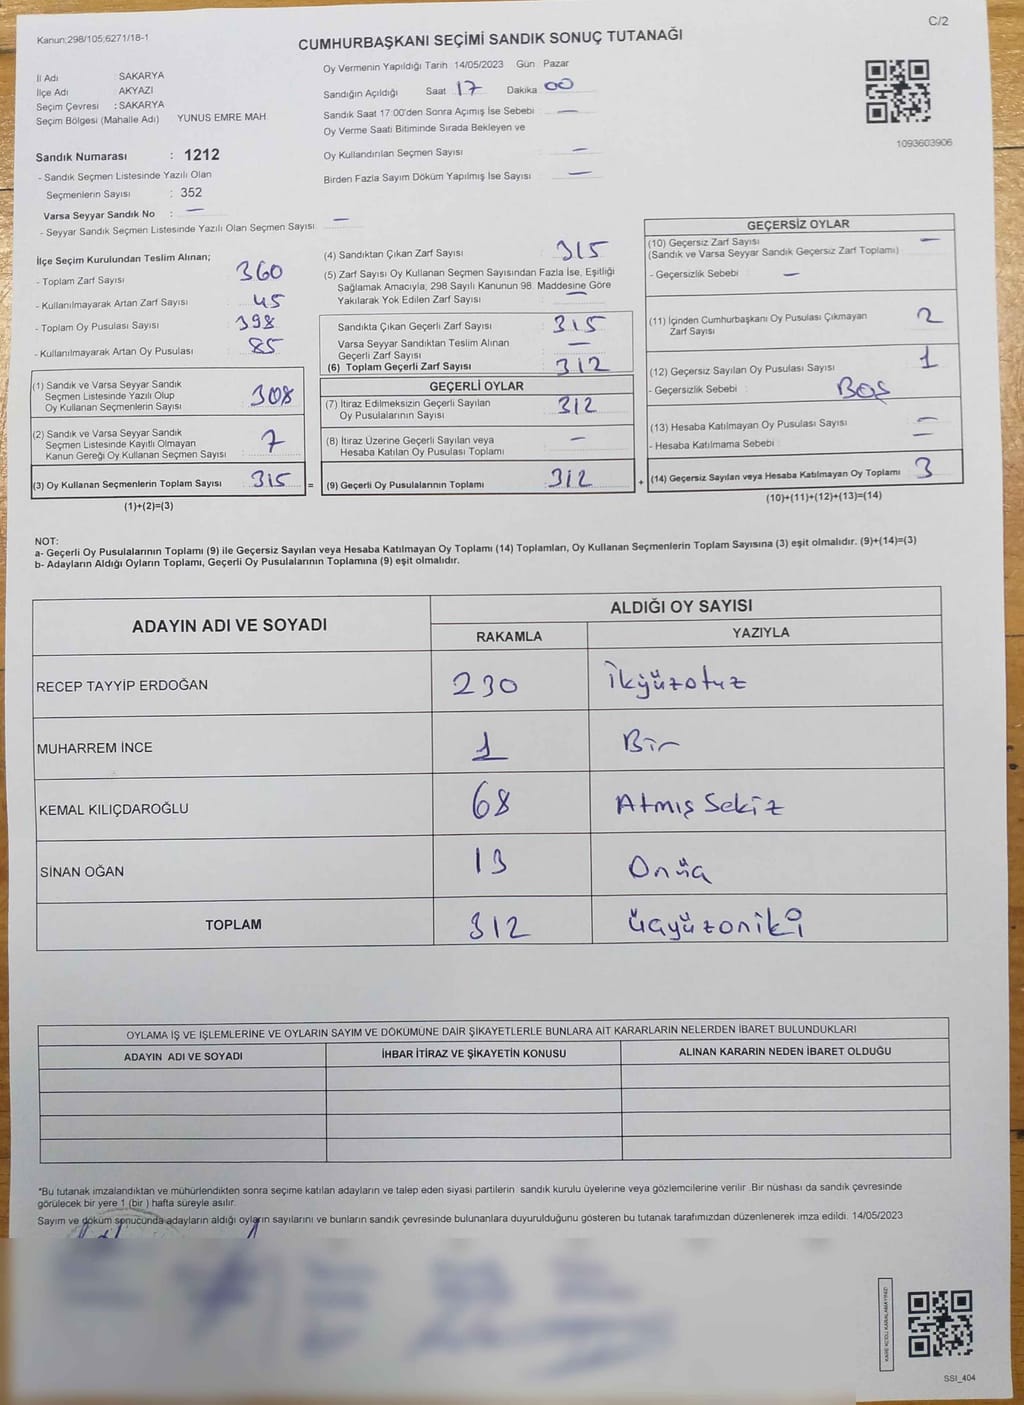 C/2
Kanun;298/105;6271/18-1
CUMHURBAŞKANI SEÇİMİ SANDIK SONUÇ TUTANAĞI
İl Adı SAKARYA
İlçe Adı AKYAZI
Seçim Çevresi : SAKARYA
Seçim Bölgesi (Mahalle Adı) YUNUS EMRE MAH.
Sandık Numarası : 1212
- Sandık Seçmen Listesinde Yazılı Olan
Seçmenlerin Sayısı : 352
Varsa Seyyar Sandık No : —
- Seyyar Sandık Seçmen Listesinde Yazılı Olan Seçmen Sayısı: —
Oy Vermenin Yapıldığı Tarih 14/05/2023 Gün Pazar
Sandığın Açıldığı Saat 17 Dakika 00
Sandık Saat 17:00'den Sonra Açımış İse Sebebi —
Oy Verme Saati Bitiminde Sırada Bekleyen ve
Oy Kullandırılan Seçmen Sayısı —
Birden Fazla Sayım Döküm Yapılmış İse Sayısı —
1093603906
İlçe Seçim Kurulundan Teslim Alınan;
- Toplam Zarf Sayısı 360
- Kullanılmayarak Artan Zarf Sayısı 45
- Toplam Oy Pusulası Sayısı 398
- Kullanılmayarak Artan Oy Pusulası 85
(1) Sandık ve Varsa Seyyar Sandık
Seçmen Listesinde Yazılı Olup
Oy Kullanan Seçmenlerin Sayısı 308
(2) Sandık ve Varsa Seyyar Sandık
Seçmen Listesinde Kayıtlı Olmayan
Kanun Gereği Oy Kullanan Seçmen Sayısı 7
(3) Oy Kullanan Seçmenlerin Toplam Sayısı 315 =
(1)+(2)=(3)
(4) Sandıktan Çıkan Zarf Sayısı 315
(5) Zarf Sayısı Oy Kullanan Seçmen Sayısından Fazla İse, Eşitliği
Sağlamak Amacıyla, 298 Sayılı Kanunun 98. Maddesine Göre
Yakılarak Yok Edilen Zarf Sayısı —
Sandıkta Çıkan Geçerli Zarf Sayısı 315
Varsa Seyyar Sandıktan Teslim Alınan
Geçerli Zarf Sayısı —
(6) Toplam Geçerli Zarf Sayısı 312
GEÇERLİ OYLAR
(7) İtiraz Edilmeksizin Geçerli Sayılan
Oy Pusulalarının Sayısı 312
(8) İtiraz Üzerine Geçerli Sayılan veya
Hesaba Katılan Oy Pusulası Toplamı —
(9) Geçerli Oy Pusulalarının Toplamı 312 +
GEÇERSİZ OYLAR
(10) Geçersiz Zarf Sayısı —
(Sandık ve Varsa Seyyar Sandık Geçersiz Zarf Toplamı)
- Geçersizlik Sebebi —
(11) İçinden Cumhurbaşkanı Oy Pusulası Çıkmayan
Zarf Sayısı 2
(12) Geçersiz Sayılan Oy Pusulası Sayısı 1
- Geçersizlik Sebebi : Boş
(13) Hesaba Katılmayan Oy Pusulası Sayısı —
- Hesaba Katılmama Sebebi —
(14) Geçersiz Sayılan veya Hesaba Katılmayan Oy Toplamı 3
(10)+(11)+(12)+(13)=(14)
NOT:
a- Geçerli Oy Pusulalarının Toplamı (9) ile Geçersiz Sayılan veya Hesaba Katılmayan Oy Toplamı (14) Toplamları, Oy Kullanan Seçmenlerin Toplam Sayısına (3) eşit olmalıdır. (9)+(14)=(3)
b- Adayların Aldığı Oyların Toplamı, Geçerli Oy Pusulalarının Toplamına (9) eşit olmalıdır.
ADAYIN ADI VE SOYADI ALDIĞI OY SAYISI
RAKAMLA YAZIYLA
RECEP TAYYİP ERDOĞAN 230 İkiyüzotuz
MUHARREM İNCE 1 Bir
KEMAL KILIÇDAROĞLU 68 Atmış Sekiz
SİNAN OĞAN 13 Onüç
TOPLAM 312 üçyüzoniki
OYLAMA İŞ VE İŞLEMLERİNE VE OYLARIN SAYIM VE DÖKÜMÜNE DAİR ŞİKAYETLERLE BUNLARA AİT KARARLARIN NELERDEN İBARET BULUNDUKLARI
ADAYIN ADI VE SOYADI İHBAR İTİRAZ VE ŞİKAYETİN KONUSU ALINAN KARARIN NEDEN İBARET OLDUĞU
*Bu tutanak imzalandıktan ve mühürlendikten sonra seçime katılan adayların ve talep eden siyasi partilerin sandık kurulu üyelerine veya gözlemcilerine verilir. Bir nüshası da sandık çevresinde
görülecek bir yere 1 (bir ) hafta süreyle asılır.
Sayım ve döküm sonucunda adayların aldığı oyların sayılarını ve bunların sandık çevresinde bulunanlara duyurulduğunu gösteren bu tutanak tarafımızdan düzenlenerek imza edildi. 14/05/2023
KARE KODU KARALAMAYINIZ!
SSI_404